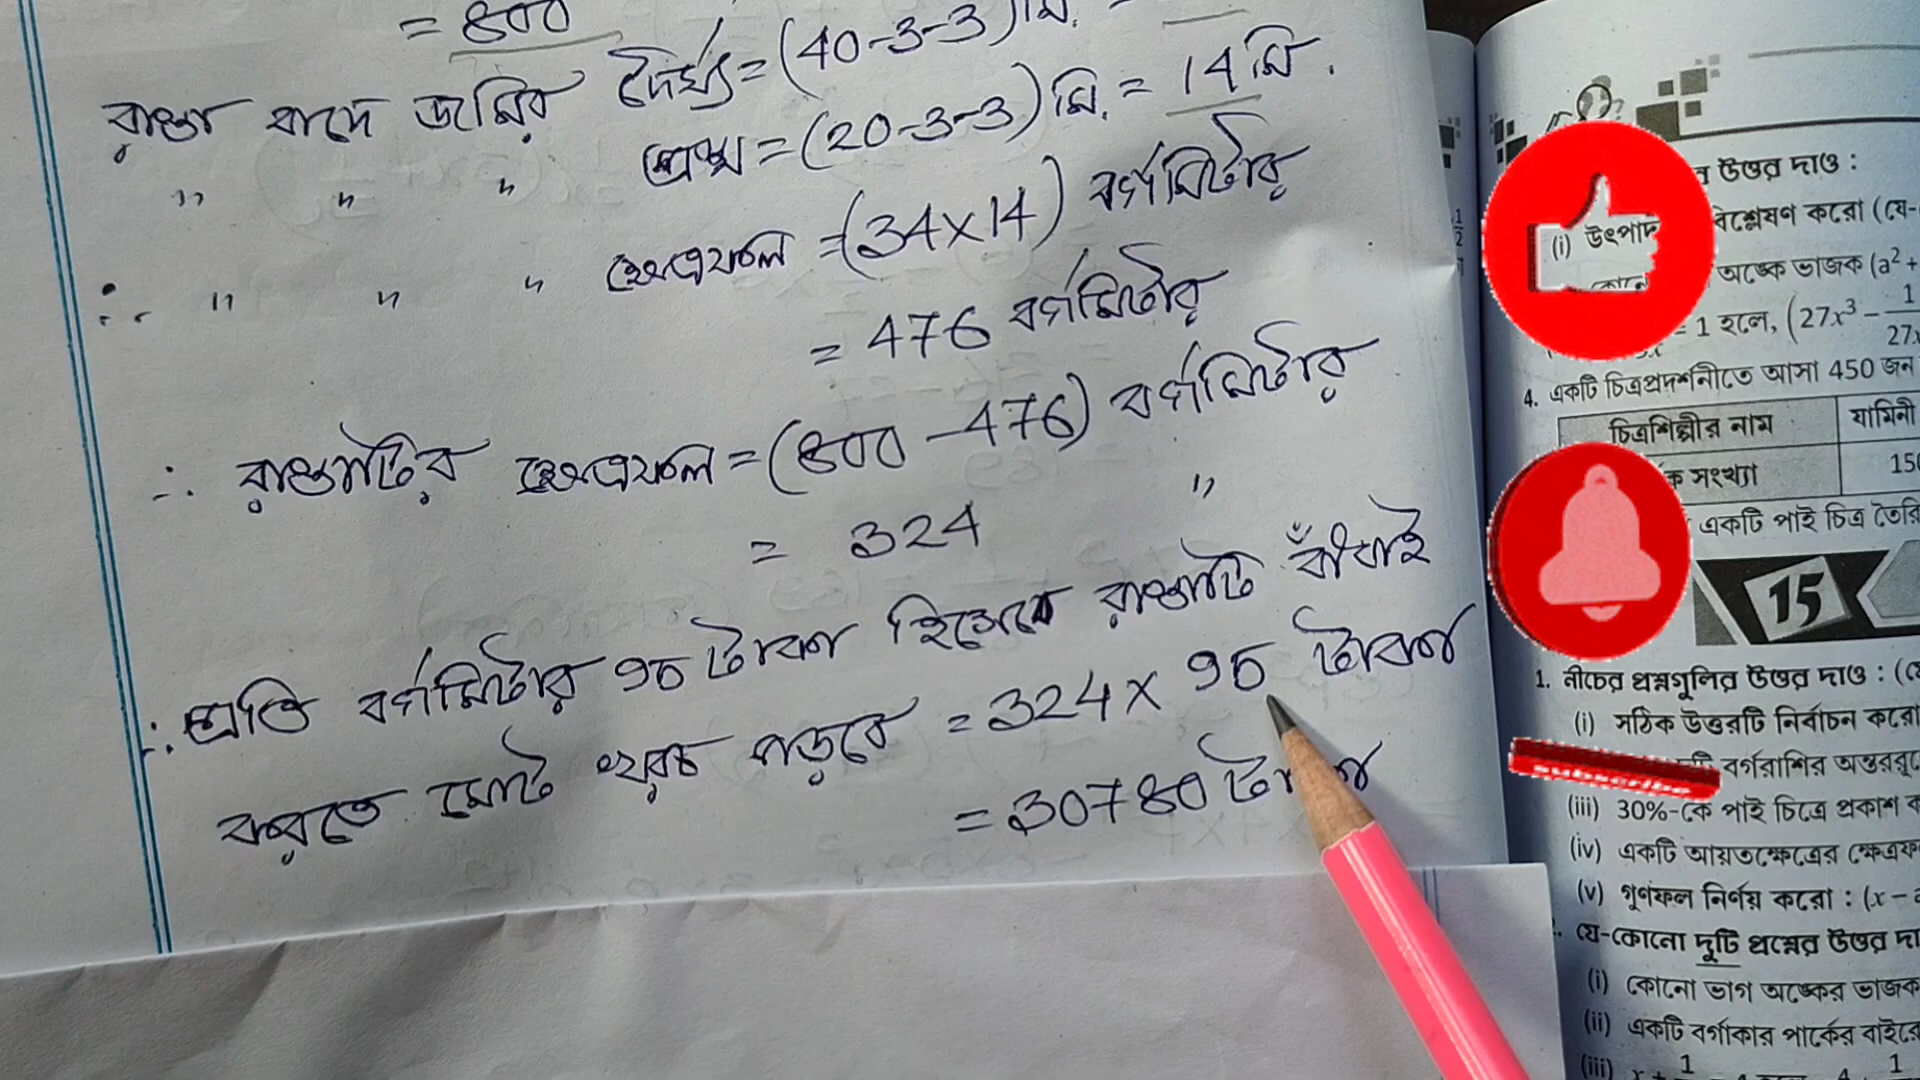 = 800
রাস্তা বাদে জমির দৈর্ঘ্য = (40-3-3) মি. =
" " " প্রস্থ = (20-3-3) মি. = 14 মি.
∴ " " " ক্ষেত্রফল = (34×14) বর্গমিটার
= 476 বর্গমিটার
∴ রাস্তাটির ক্ষেত্রফল = (800 - 476) বর্গমিটার
= 324 "
∴ প্রতি বর্গমিটার 95 টাকা হিসেবে রাস্তাটি বাঁধাই
করতে মোট খরচ পড়বে = 324 × 95 টাকা
= 30780
উত্তর দাও :
(i) উৎপাদ বিশ্লেষণ করো (যে-
অঙ্কে ভাজক (a² +
= 1 হলে, (27x³ - 1
4. একটি চিত্রপ্রদর্শনীতে আসা 450 জন
চিত্রশিল্পীর নাম যামিনী
সংখ্যা 15
একটি পাই চিত্র তৈরি
15
1. নীচের প্রশ্নগুলির উত্তর দাও :
(i) সঠিক উত্তরটি নির্বাচন করো
বর্গরাশির
(iii) 30%-কে পাই চিত্রে প্রকাশ ক
(iv) একটি আয়তক্ষেত্রের ক্ষেত্রফ
(v) গুণফল নির্ণয় করো : (x -
যে-কোনো দুটি প্রশ্নের উত্তর দা
(i) কোনো ভাগ অঙ্কের ভাজক
(ii) একটি বর্গাকার পার্কের বাইরে
(iii)